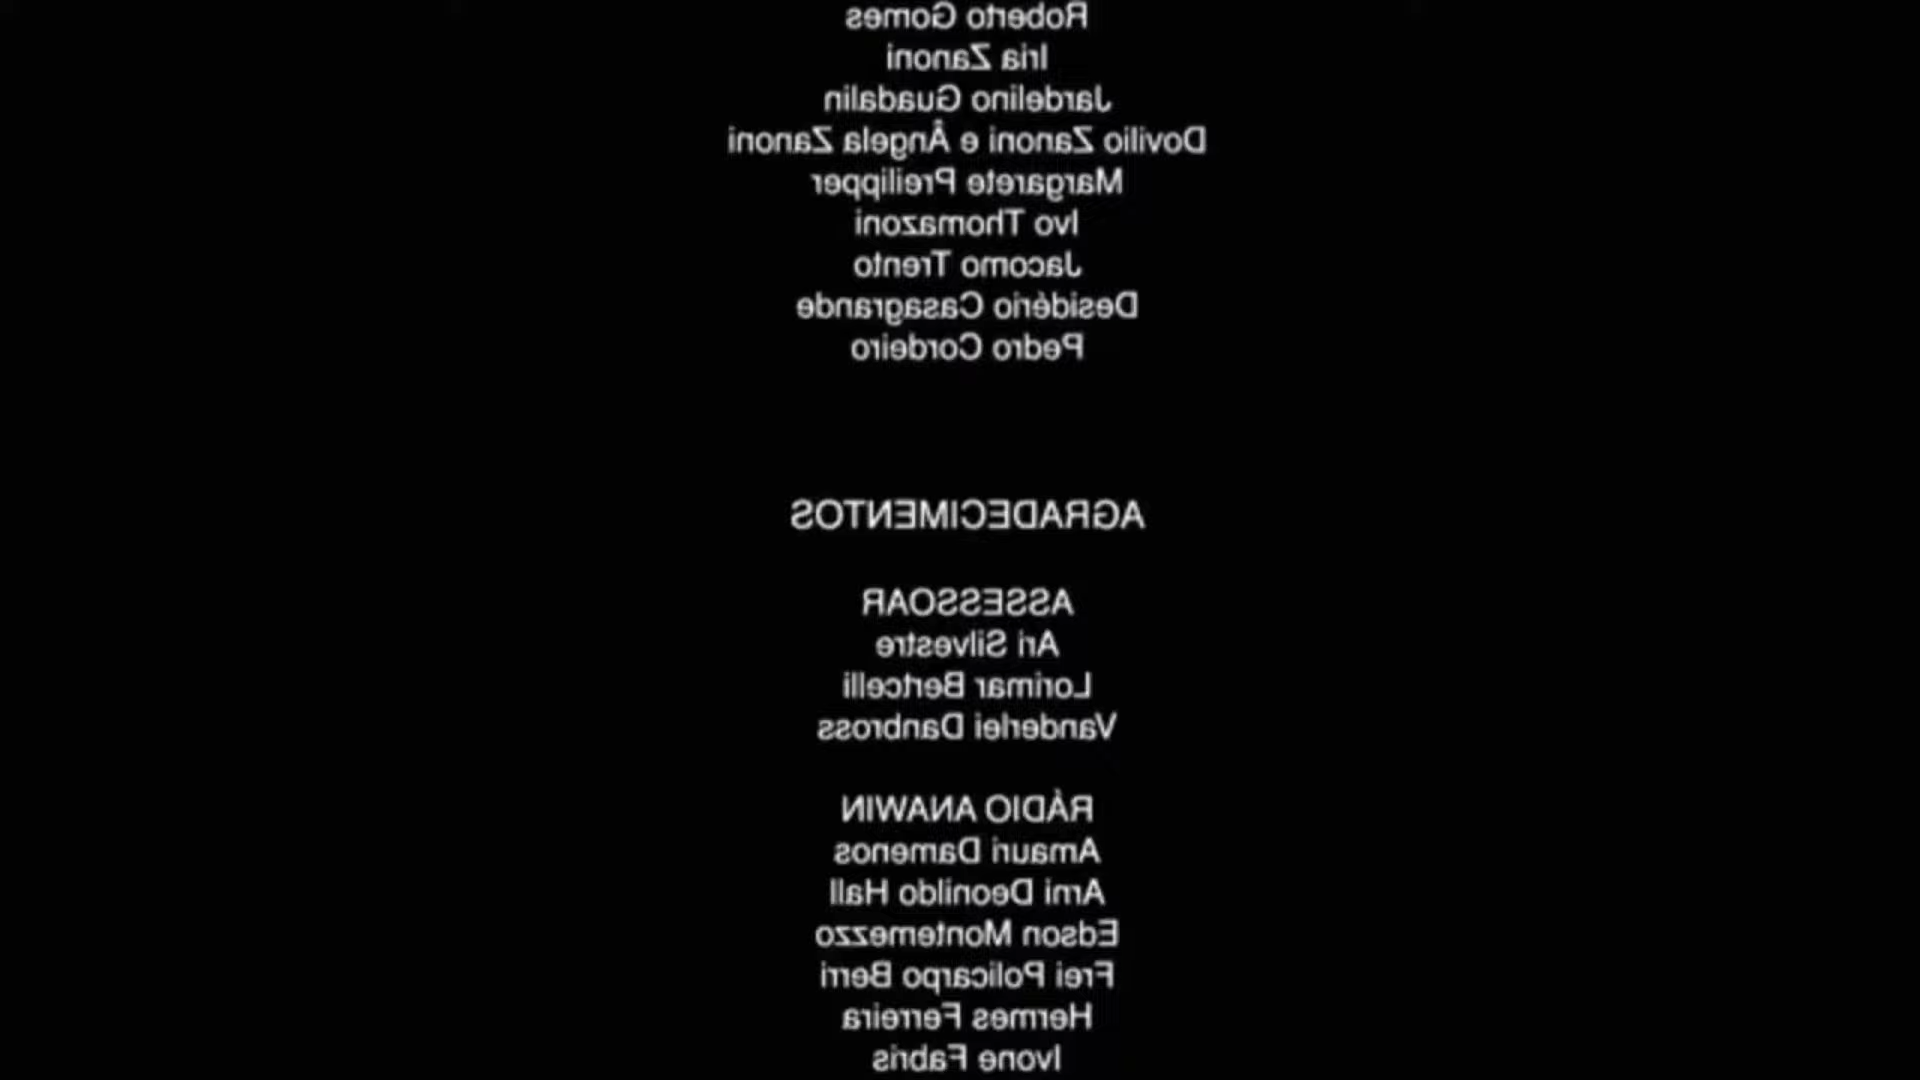 Roberto Gomes
Iria Zanoni
Jardelino Guadalin
Dovilio Zanoni e Ângela Zanoni
Margarete Preilipper
Ivo Thomazoni
Jacomo Trento
Desidério Casagrande
Pedro Cordeiro
AGRADECIMENTOS
ASSESSOAR
Ari Silvestre
Lorimar Bertcelli
Vanderlei Danbross
RÁDIO ANAWIN
Amauri Damenos
Arni Deonildo Hall
Edson Montemezzo
Frei Policarpo Berri
Hermes Ferreira
Ivone Fabris